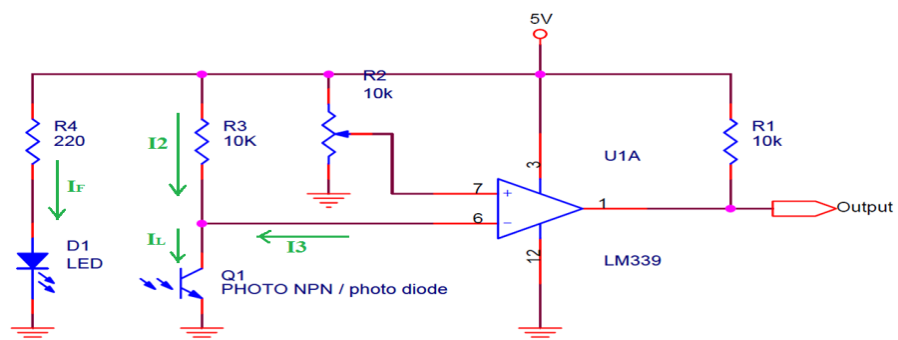 5V
R4
220
I2
R3
10K
R2
10k
R1
10k
U1A
3
7
+
6
-
1
12
Output
IF
IL
I3
D1
LED
Q1
PHOTO NPN / photo diode
LM339